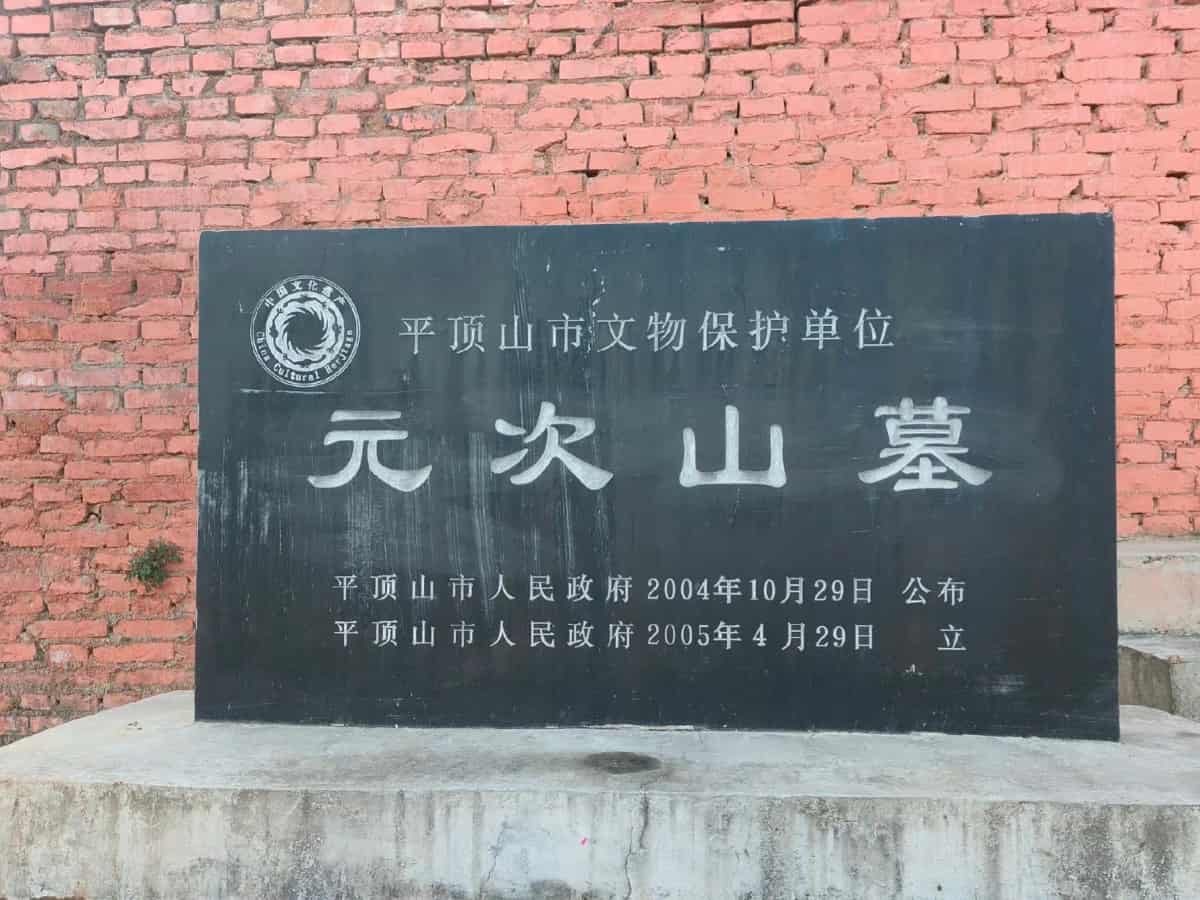 中国文化遗产
China Cultural Heritage
平顶山市文物保护单位
元次山墓
平顶山市人民政府2004年10月29日 公布
平顶山市人民政府2005年4月29日 立